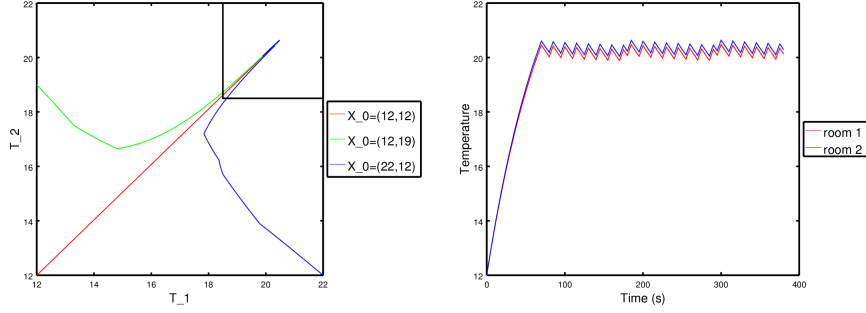 22
20
18
16
14
12
T_2
12
14
16
18
20
22
T_1
X_0=(12,12)
X_0=(12,19)
X_0=(22,12)
22
20
18
16
14
12
Temperature
0
100
200
300
400
Time (s)
room 1
room 2